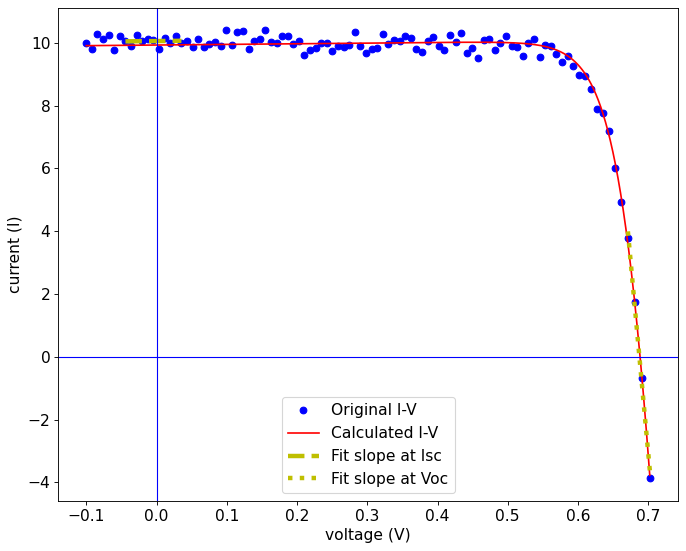 10
8
6
4
2
0
−2
−4
current (I)
Original I-V
Calculated I-V
Fit slope at Isc
Fit slope at Voc
−0.1 0.0 0.1 0.2 0.3 0.4 0.5 0.6 0.7
voltage (V)